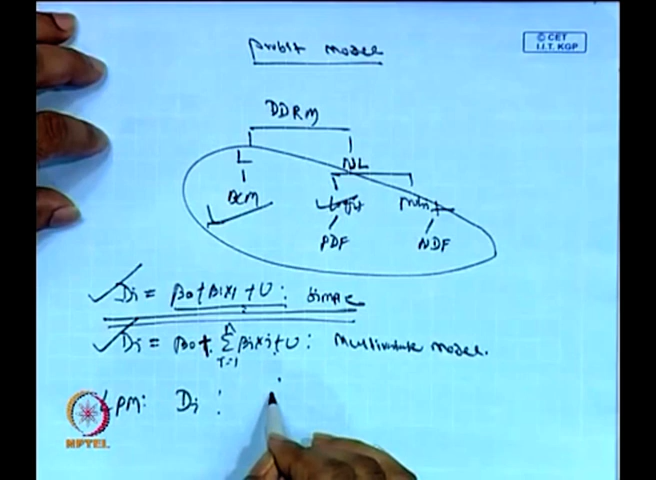 Probit model
© CET
I.I.T. KGP
DDRM
L NL
BCM Logit Probit
PDF NDF
Di = β0 + β1x1 + U : Simple
Di = β0 + Σ βixi + U : Multivariate model.
n
i=1
LPM: Di :
NPTEL